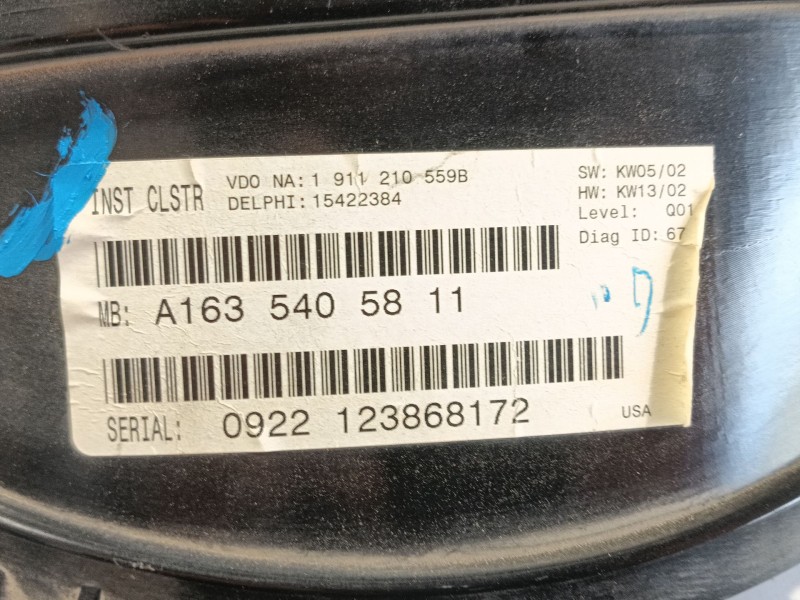 INST CLSTR
VDO NA: 1 911 210 559B
DELPHI: 15422384
SW: KW05/02
HW: KW13/02
Level: Q01
Diag ID: 67
MB: A163 540 58 11
SERIAL: 0922 123868172
USA